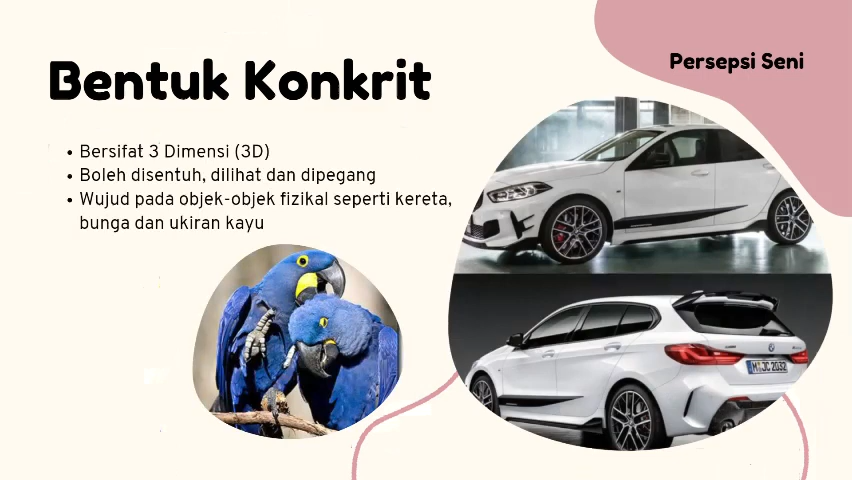 Persepsi Seni
Bentuk Konkrit
• Bersifat 3 Dimensi (3D)
• Boleh disentuh, dilihat dan dipegang
• Wujud pada objek-objek fizikal seperti kereta,
bunga dan ukiran kayu